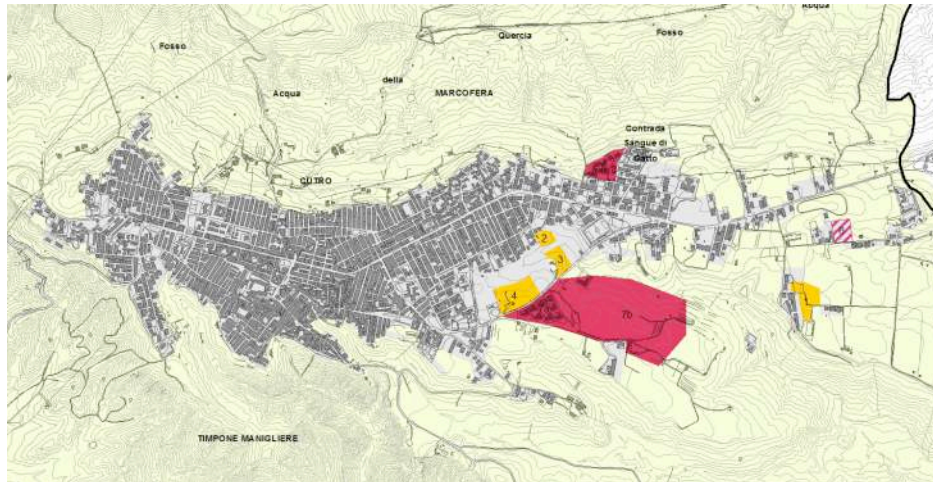 Acqua
Fosso
Quercia
Fosso
della
Acqua
MARCOFERA
Contrada
Sangue di
Gatto
CUTRO
2
3
4
7b
TIMPONE MANIGLIERE